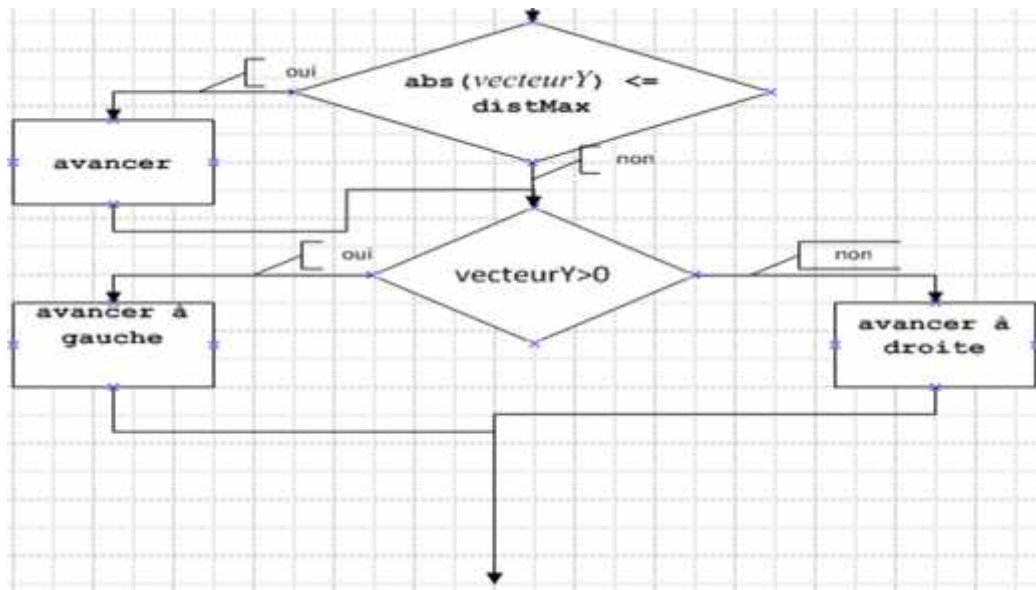 oui
abs(vecteurY) <=
distMax
avancer
non
oui
vecteurY>0
non
avancer à
gauche
avancer à
droite